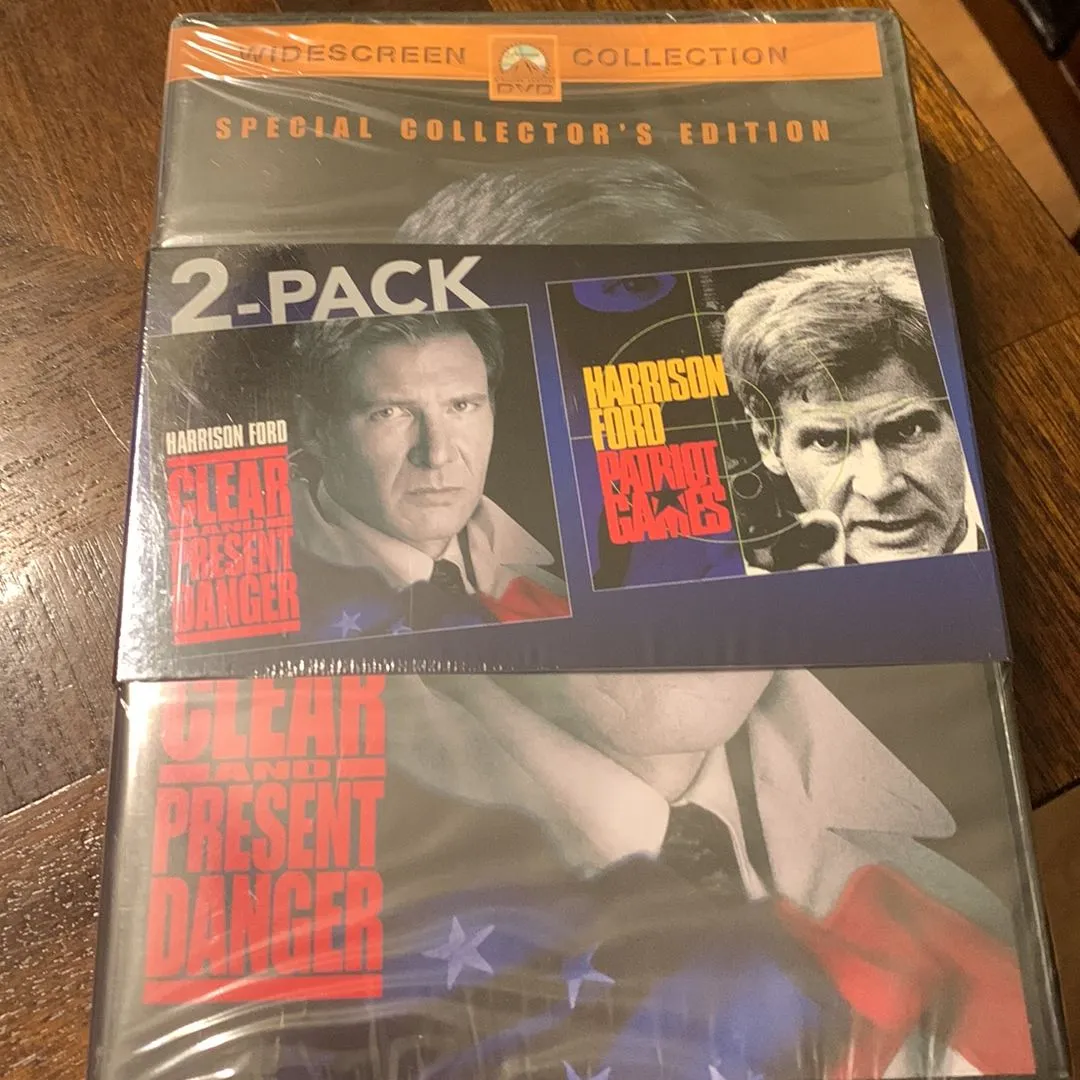 WIDESCREEN COLLECTION
DVD
SPECIAL COLLECTOR'S EDITION
2-PACK
HARRISON FORD
CLEAR
AND
PRESENT
DANGER
HARRISON
FORD
PATRIOT
GAMES
CLEAR
AND
PRESENT
DANGER